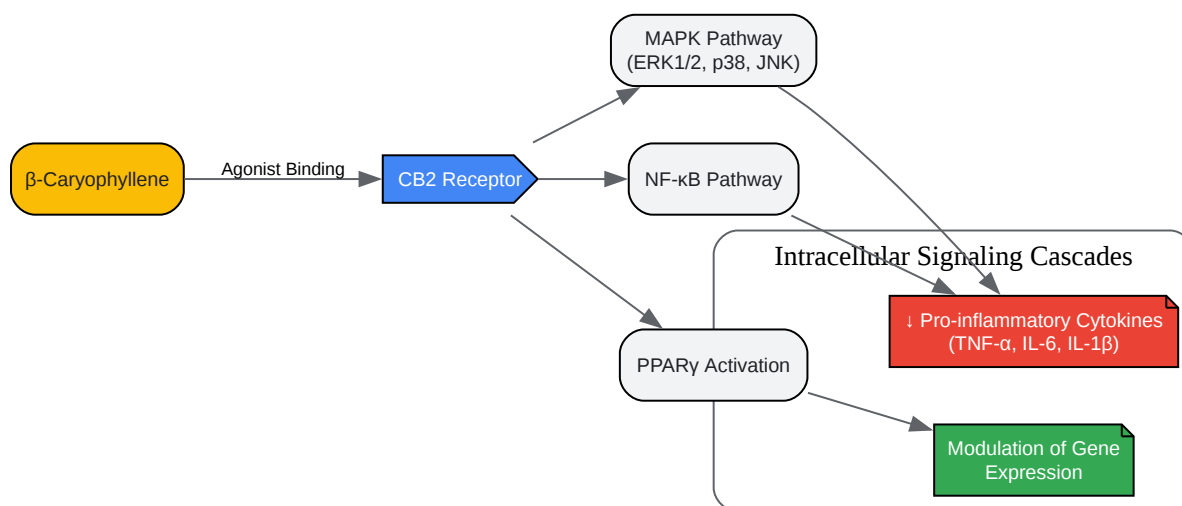 MAPK Pathway
(ERK1/2, p38, JNK)
β-Caryophyllene
Agonist Binding
CB2 Receptor
NF-κB Pathway
Intracellular Signaling Cascades
↓ Pro-inflammatory Cytokines
(TNF-α, IL-6, IL-1β)
PPARγ Activation
Modulation of Gene
Expression